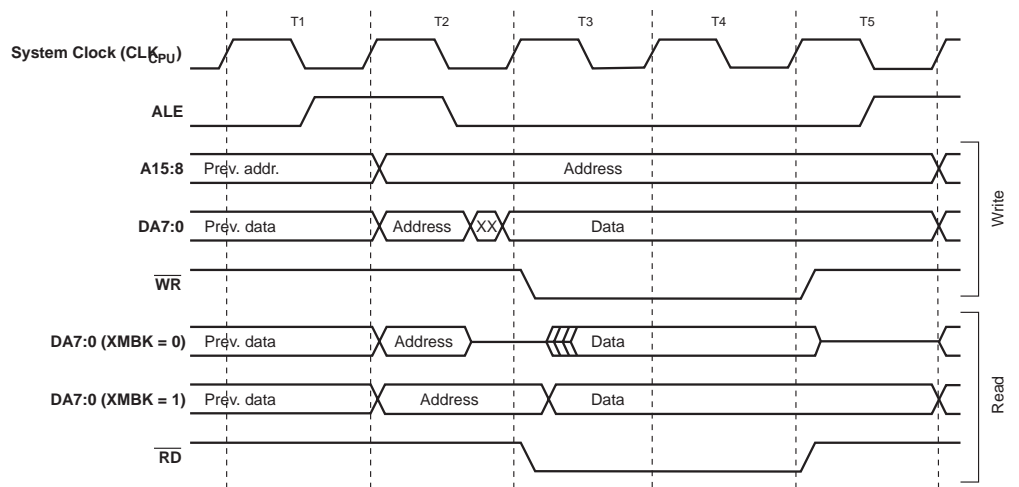 T1 T2 T3 T4 T5
System Clock (CLKCPU)
ALE
A15:8 Prev. addr. Address
DA7:0 Prev. data Address XX Data
WR
Write
DA7:0 (XMBK = 0) Prev. data Address Data
DA7:0 (XMBK = 1) Prev. data Address Data
RD
Read